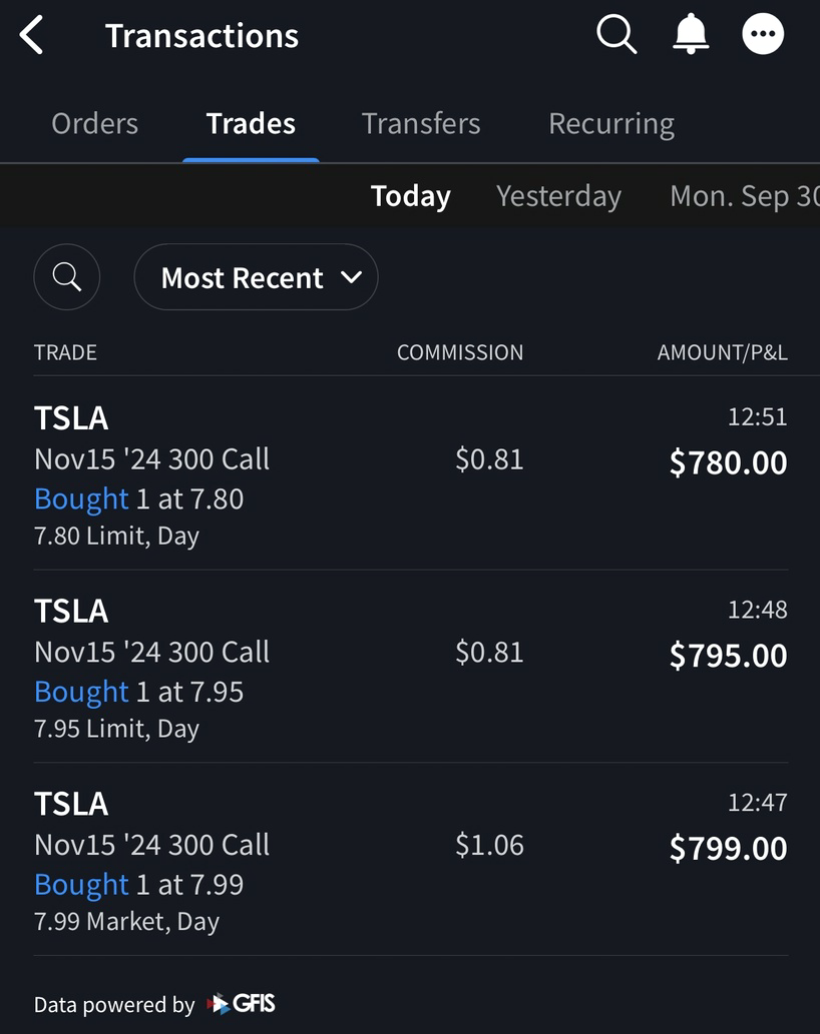 Transactions
Orders Trades Transfers Recurring
Today Yesterday Mon. Sep 30
Most Recent
TRADE COMMISSION AMOUNT/P&L
TSLA 12:51
Nov15 '24 300 Call $0.81 $780.00
Bought 1 at 7.80
7.80 Limit, Day
TSLA 12:48
Nov15 '24 300 Call $0.81 $795.00
Bought 1 at 7.95
7.95 Limit, Day
TSLA 12:47
Nov15 '24 300 Call $1.06 $799.00
Bought 1 at 7.99
7.99 Market, Day
Data powered by GFIS